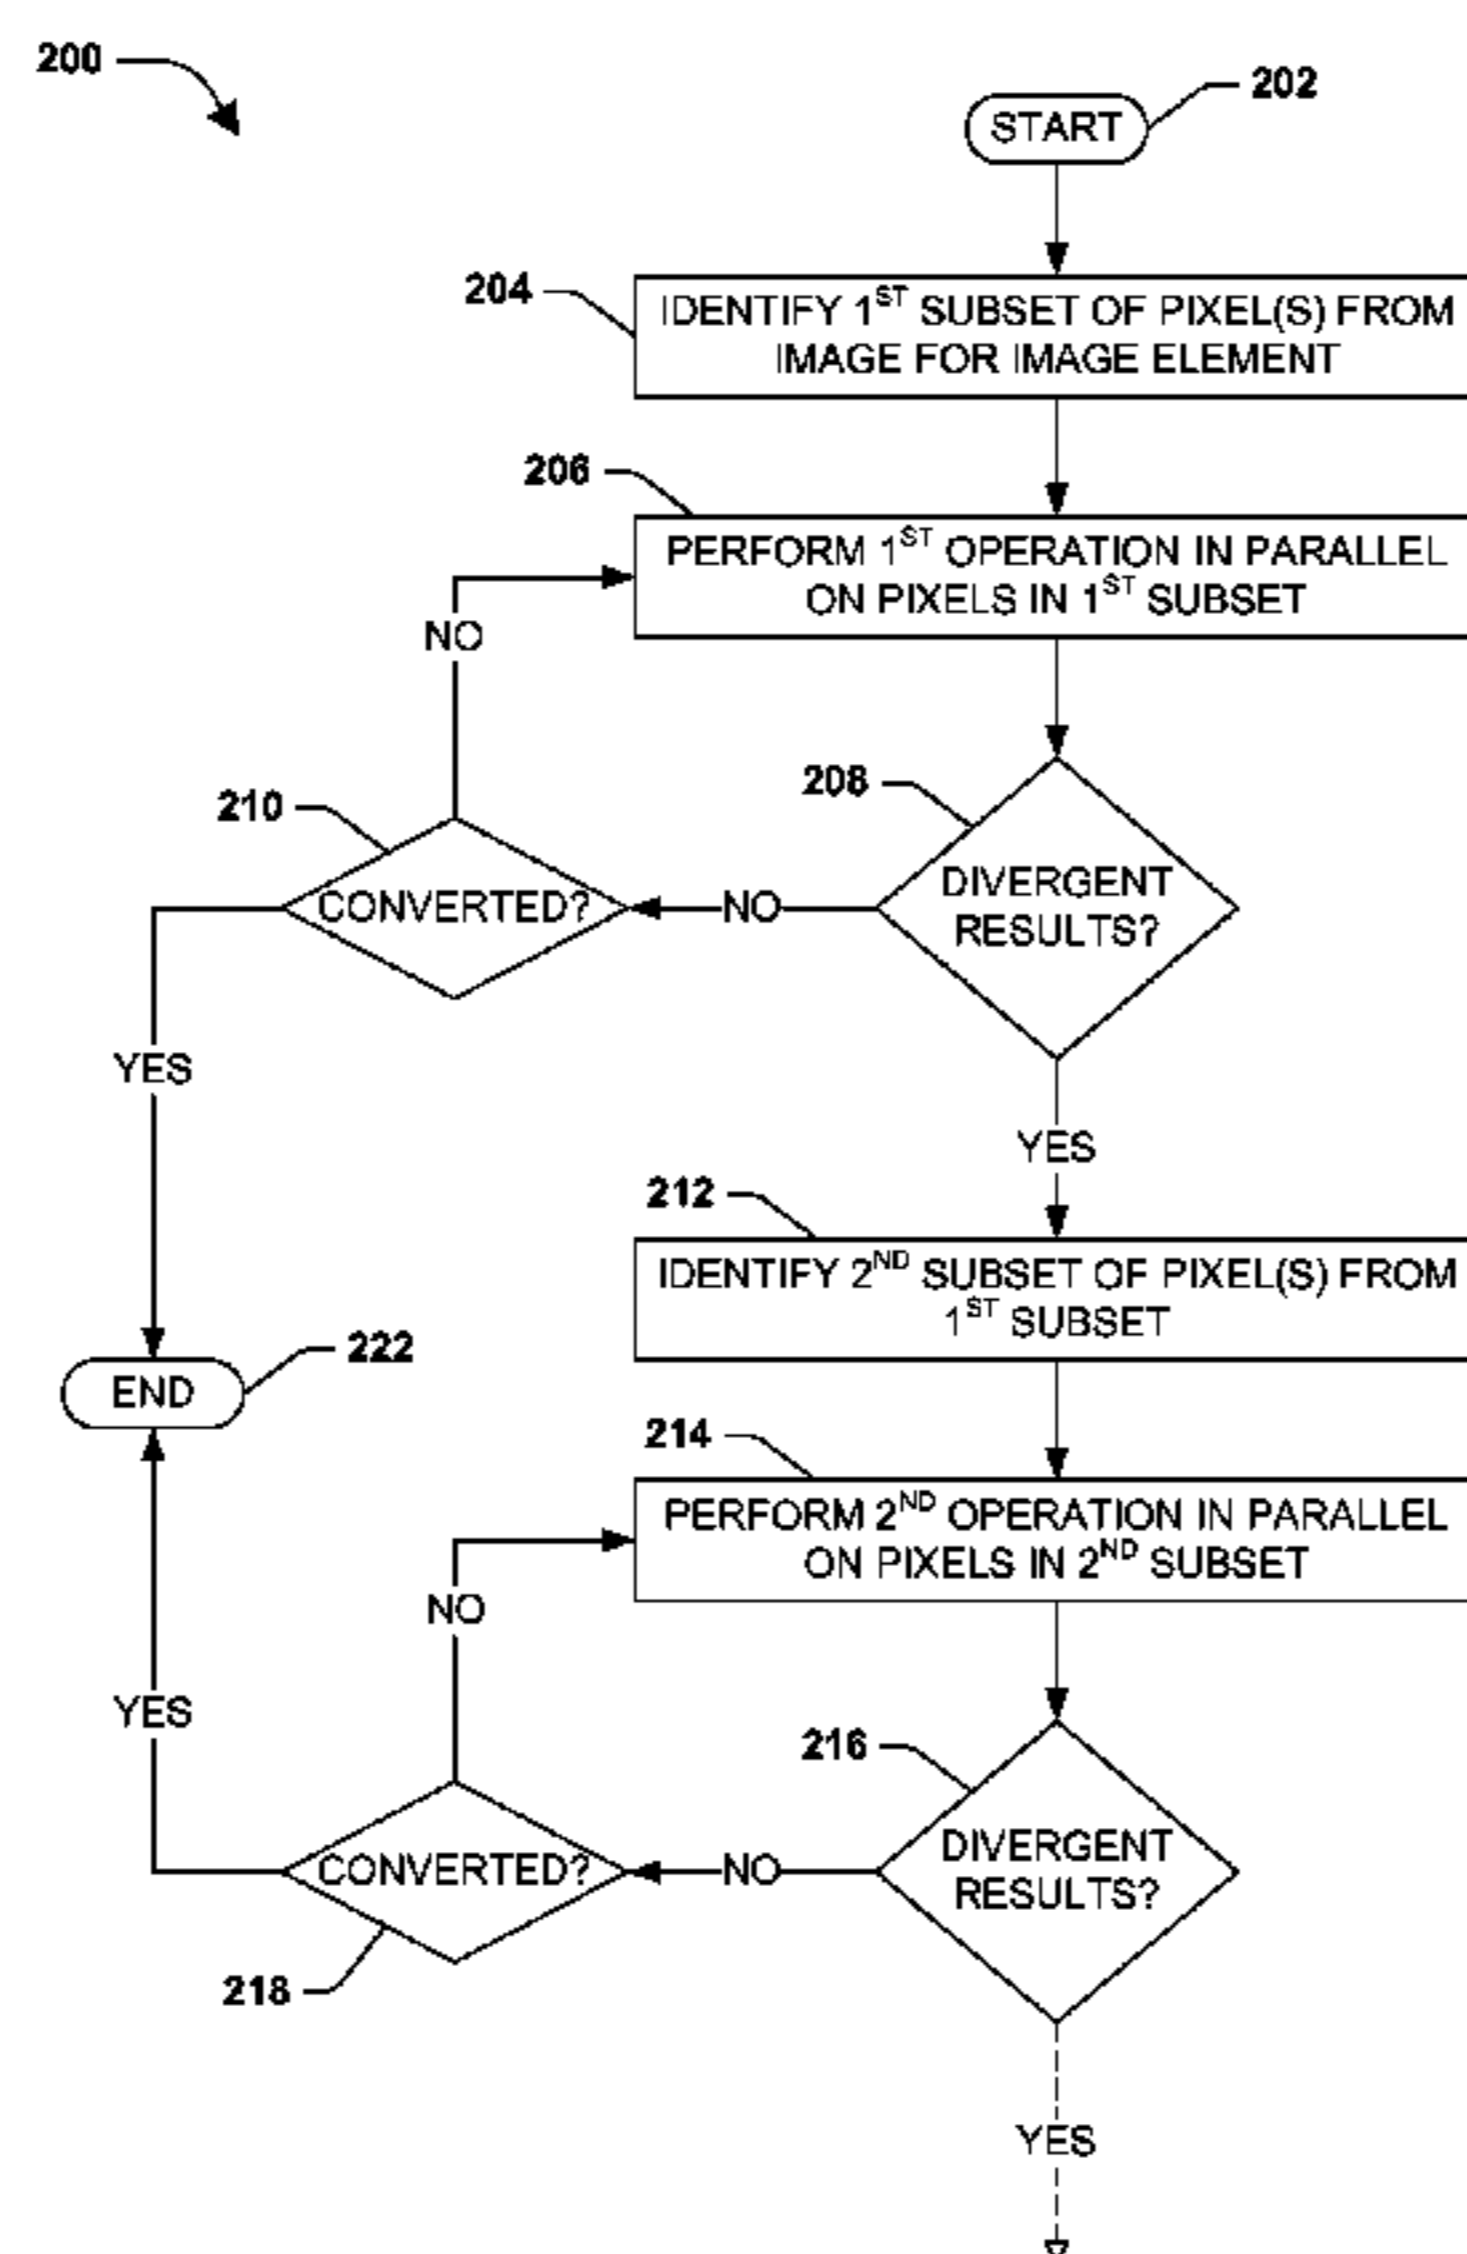 200
202
START
204
IDENTIFY 1ST SUBSET OF PIXEL(S) FROM
IMAGE FOR IMAGE ELEMENT
206
PERFORM 1ST OPERATION IN PARALLEL
ON PIXELS IN 1ST SUBSET
NO
208
210
DIVERGENT
RESULTS?
NO
CONVERTED?
YES
YES
212
IDENTIFY 2ND SUBSET OF PIXEL(S) FROM
1ST SUBSET
222
END
214
PERFORM 2ND OPERATION IN PARALLEL
ON PIXELS IN 2ND SUBSET
NO
YES
216
DIVERGENT
RESULTS?
NO
CONVERTED?
218
YES